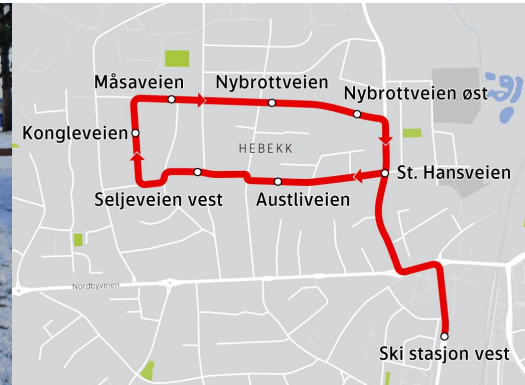 Måsaveien
Nybrottveien
Nybrottveien øst
Kongleveien
HEBEKK
St. Hansveien
Seljeveien vest
Austliveien
Nordbyveien
Ski stasjon vest